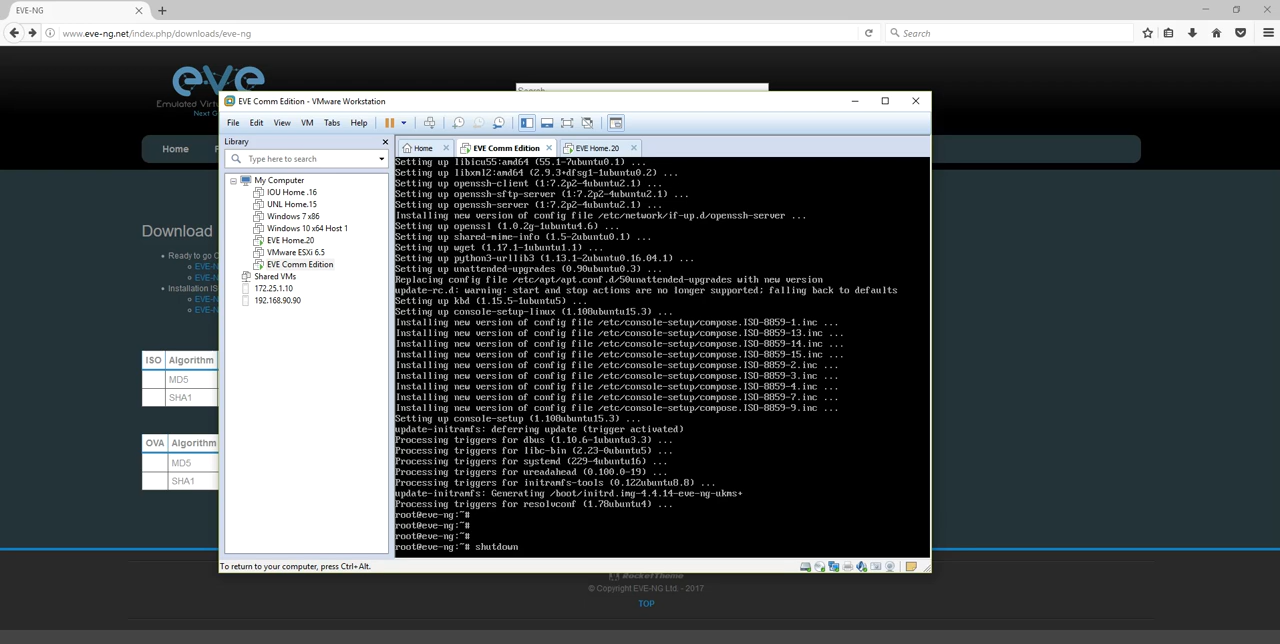 EVE-NG
www.eve-ng.net/index.php/downloads/eve-ng
Search
eve
Emulated
Next
Home
Download
Ready to go
EVE-N
EVE-N
Installation IS
EVE-N
EVE-N
ISO Algorithm
MD5
SHA1
OVA Algorithm
MD5
SHA1
EVE Comm Edition - VMware Workstation
File Edit View VM Tabs Help
Library
Type here to search
My Computer
IOU Home .16
UNL Home.15
Windows 7 x86
Windows 10 x64 Host 1
EVE Home.20
VMware ESXi 6.5
EVE Comm Edition
Shared VMs
172.25.1.10
192.168.90.90
Home EVE Comm Edition EVE Home.20
Setting up libicu55:amd64 (55.1-7ubuntu0.1) ...
Setting up libxml2:amd64 (2.9.3+dfsg1-1ubuntu0.2) ...
Setting up openssh-client (1:7.2p2-4ubuntu2.1) ...
Setting up openssh-sftp-server (1:7.2p2-4ubuntu2.1) ...
Setting up openssh-server (1:7.2p2-4ubuntu2.1) ...
Installing new version of config file /etc/network/if-up.d/openssh-server ...
Setting up openssl (1.0.2g-1ubuntu4.6) ...
Setting up shared-mime-info (1.5-2ubuntu0.1) ...
Setting up wget (1.17.1-1ubuntu1.1) ...
Setting up python3-urllib3 (1.13.1-2ubuntu0.16.04.1) ...
Setting up unattended-upgrades (0.90ubuntu0.3) ...
Replacing config file /etc/apt/apt.conf.d/50unattended-upgrades with new version
update-rc.d: warning: start and stop actions are no longer supported; falling back to defaults
Setting up kbd (1.15.5-1ubuntu5) ...
Setting up console-setup-linux (1.108ubuntu15.3) ...
Installing new version of config file /etc/console-setup/compose.ISO-8859-1.inc ...
Installing new version of config file /etc/console-setup/compose.ISO-8859-13.inc ...
Installing new version of config file /etc/console-setup/compose.ISO-8859-14.inc ...
Installing new version of config file /etc/console-setup/compose.ISO-8859-15.inc ...
Installing new version of config file /etc/console-setup/compose.ISO-8859-2.inc ...
Installing new version of config file /etc/console-setup/compose.ISO-8859-3.inc ...
Installing new version of config file /etc/console-setup/compose.ISO-8859-4.inc ...
Installing new version of config file /etc/console-setup/compose.ISO-8859-7.inc ...
Installing new version of config file /etc/console-setup/compose.ISO-8859-9.inc ...
Setting up console-setup (1.108ubuntu15.3) ...
update-initramfs: deferring update (trigger activated)
Processing triggers for dbus (1.10.6-1ubuntu3.3) ...
Processing triggers for libc-bin (2.23-0ubuntu5) ...
Processing triggers for systemd (229-4ubuntu16) ...
Processing triggers for ureadahead (0.100.0-19) ...
Processing triggers for initramfs-tools (0.122ubuntu8.8) ...
update-initramfs: Generating /boot/initrd.img-4.4.14-eve-ng-ukms+
Processing triggers for resolvconf (1.78ubuntu4) ...
root@eve-ng:~#
root@eve-ng:~#
root@eve-ng:~#
root@eve-ng:~# shutdown
To return to your computer, press Ctrl+Alt.
RocketTheme
© Copyright EVE-NG Ltd. - 2017
TOP